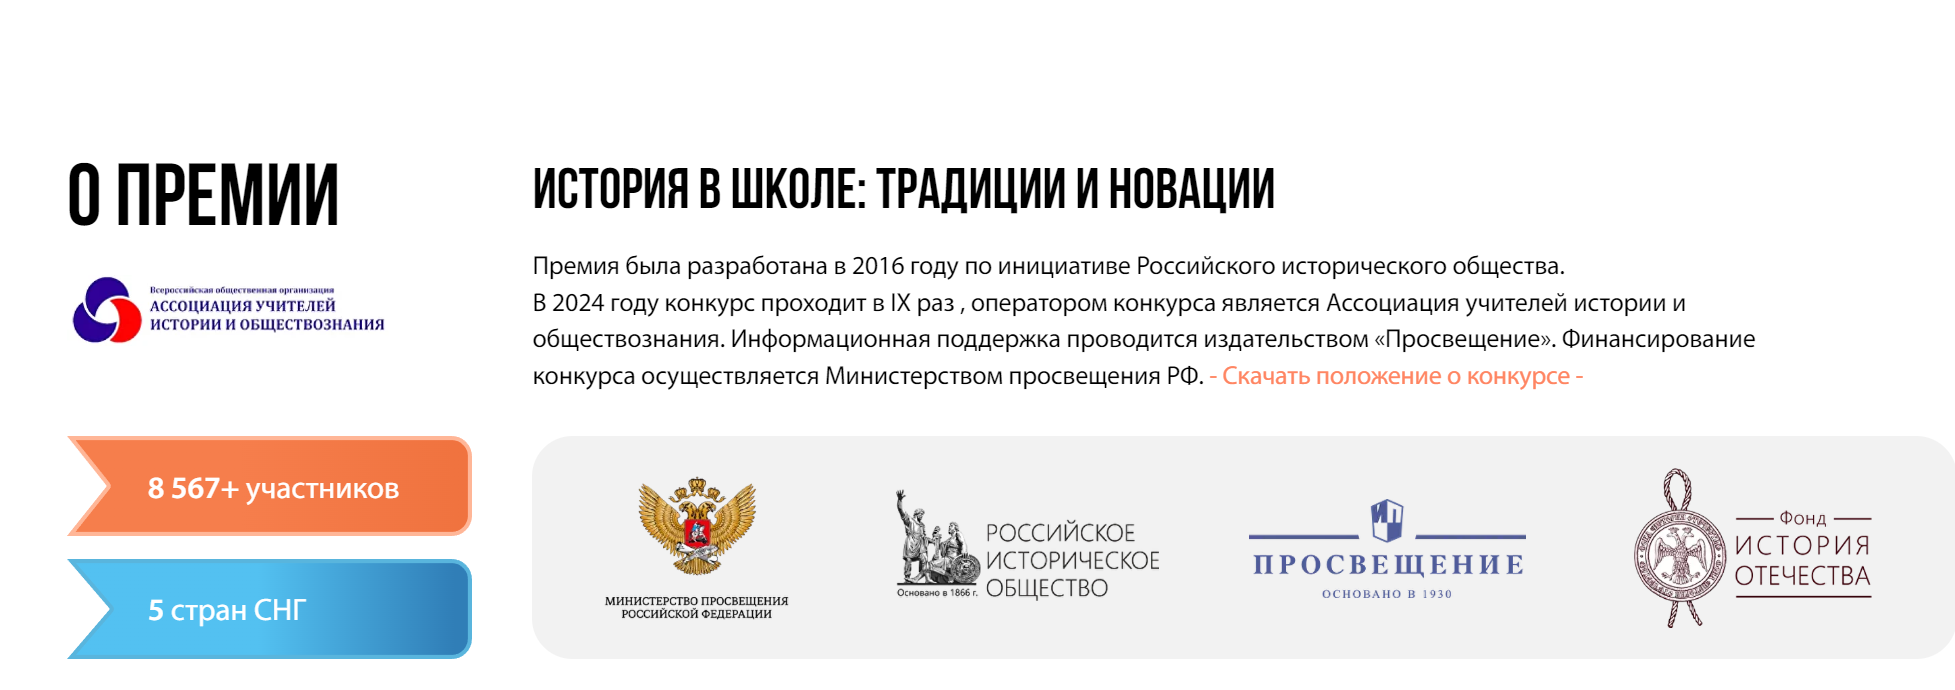 О ПРЕМИИ
Всероссийская общественная организация
АССОЦИАЦИЯ УЧИТЕЛЕЙ
ИСТОРИИ И ОБЩЕСТВОЗНАНИЯ
8 567+ участников
5 стран СНГ
ИСТОРИЯ В ШКОЛЕ: ТРАДИЦИИ И НОВАЦИИ
Премия была разработана в 2016 году по инициативе Российского исторического общества.
В 2024 году конкурс проходит в IX раз , оператором конкурса является Ассоциация учителей истории и
обществознания. Информационная поддержка проводится издательством «Просвещение». Финансирование
конкурса осуществляется Министерством просвещения РФ. - Скачать положение о конкурсе -
МИНИСТЕРСТВО ПРОСВЕЩЕНИЯ
РОССИЙСКОЙ ФЕДЕРАЦИИ
Основано в 1866 г.
РОССИЙСКОЕ
ИСТОРИЧЕСКОЕ
ОБЩЕСТВО
ИП
ПРОСВЕЩЕНИЕ
ОСНОВАНО В 1930
Фонд
ИСТОРИЯ
ОТЕЧЕСТВА